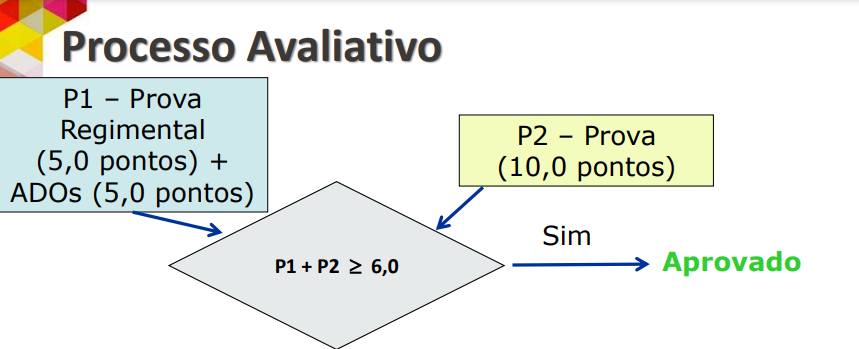 Processo Avaliativo
P1 – Prova
Regimental
(5,0 pontos) +
ADOs (5,0 pontos)
P2 – Prova
(10,0 pontos)
P1 + P2 ≥ 6,0
Sim
Aprovado